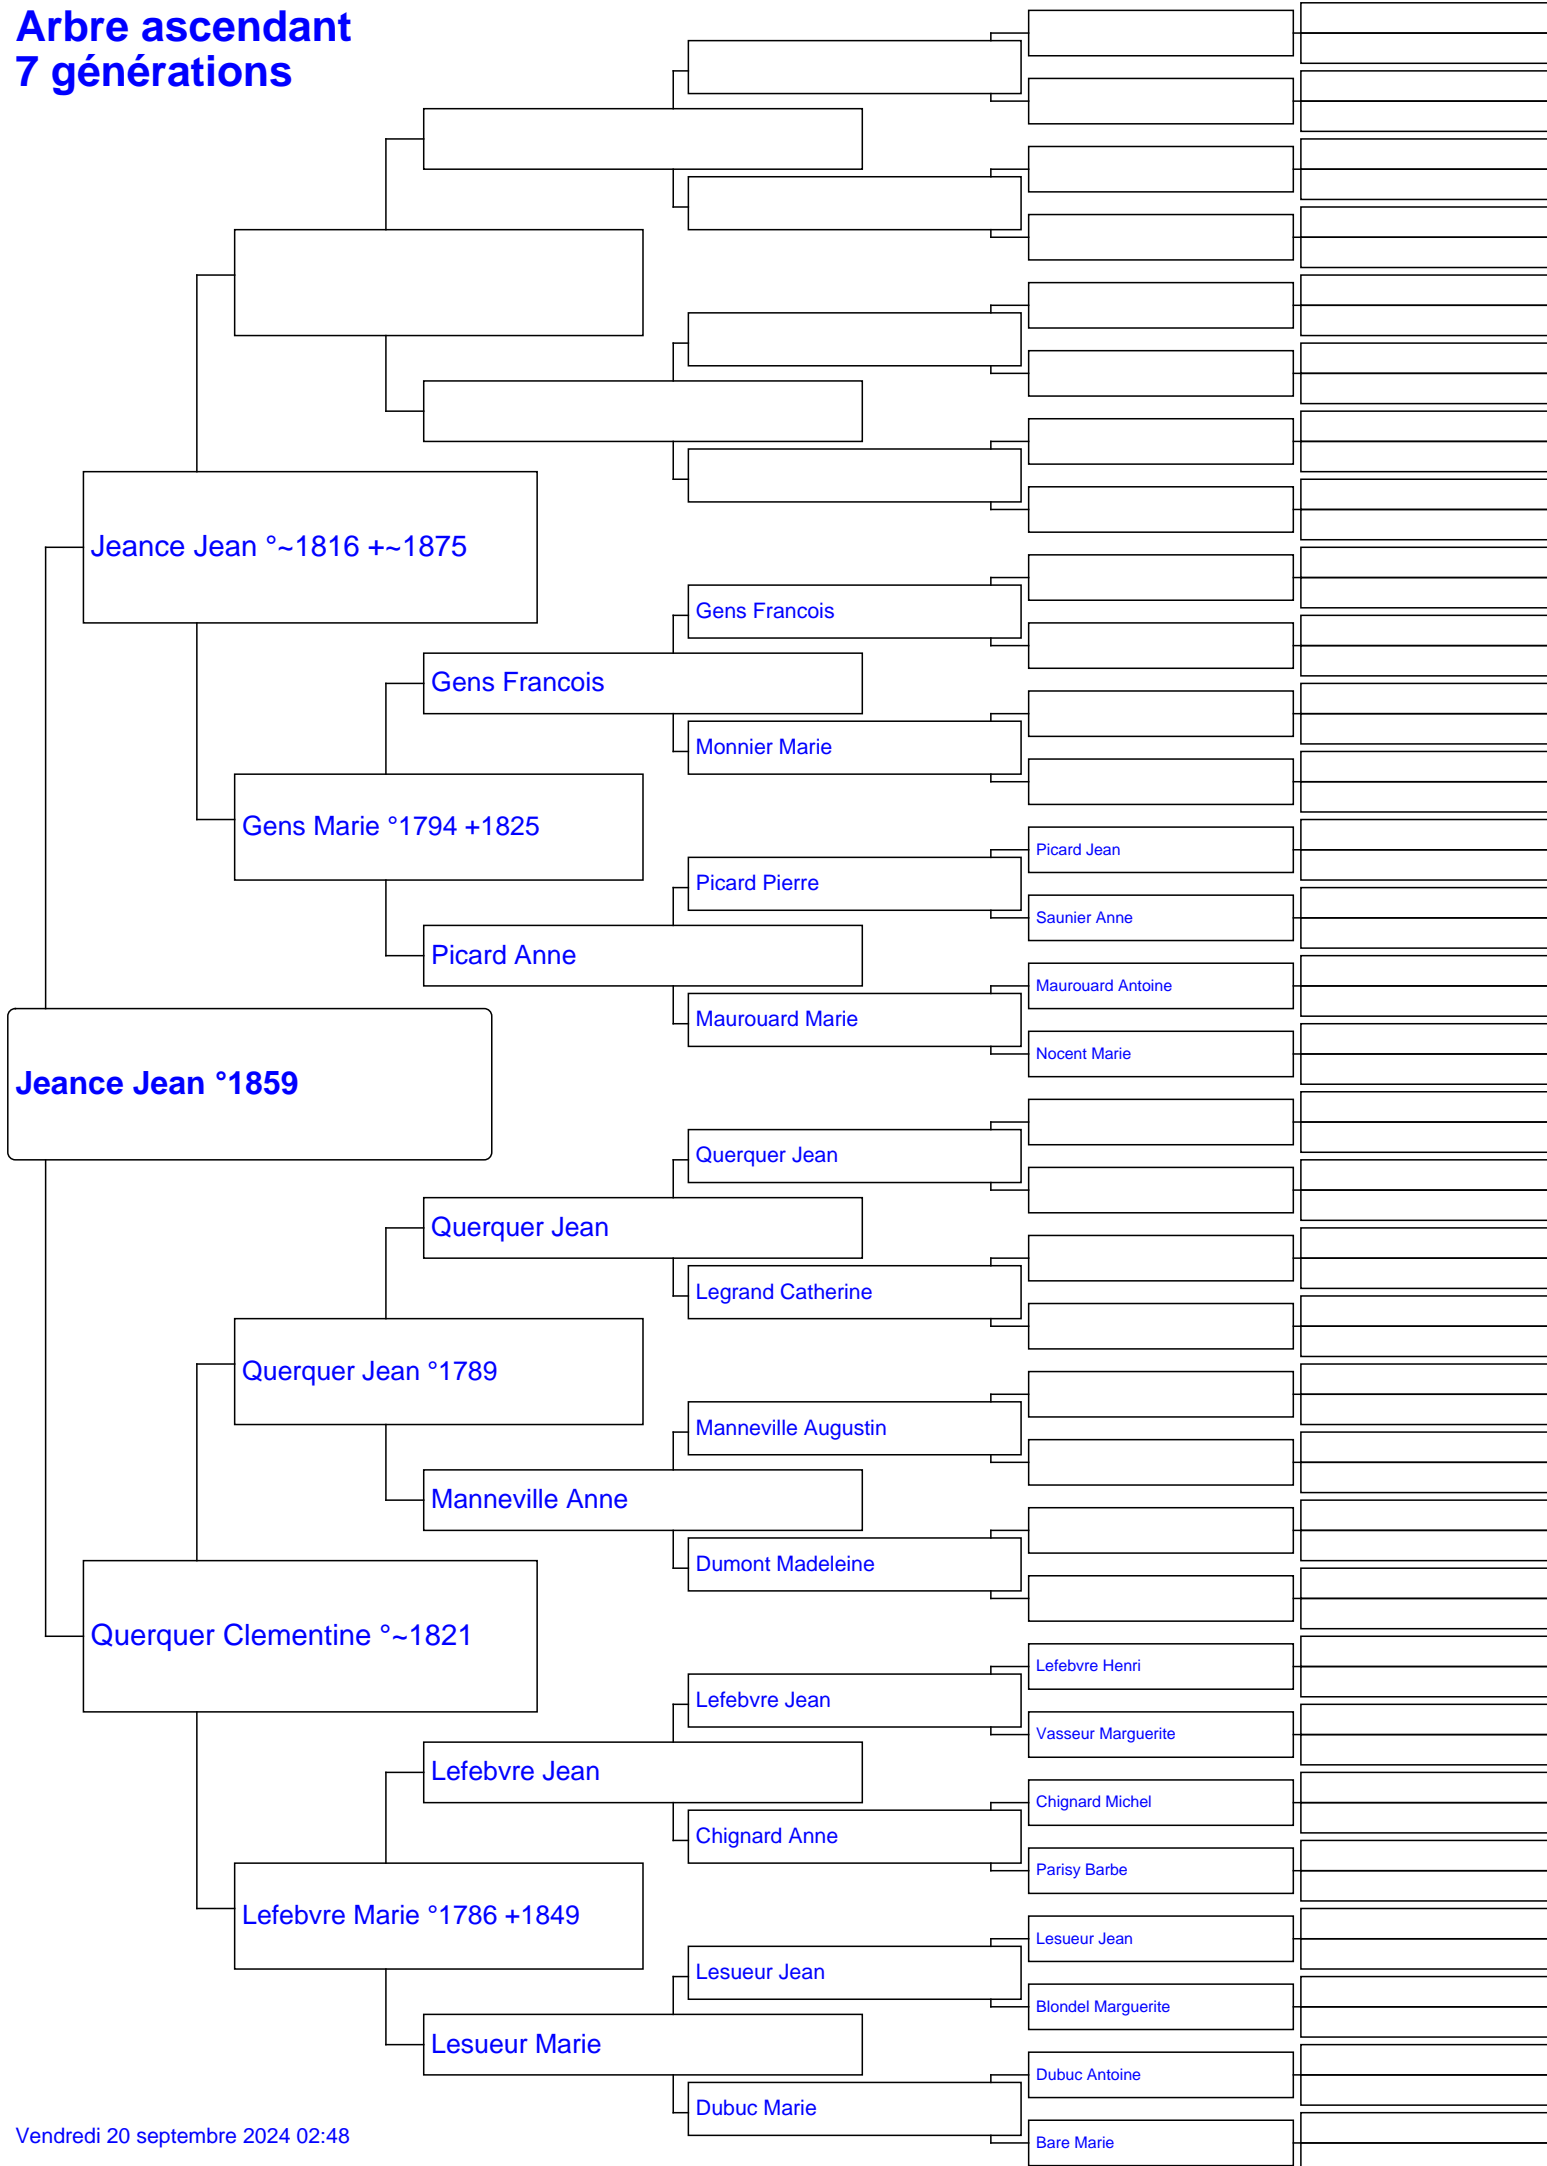 Arbre ascendant
7 générations
Jeance Jean °~1816 +~1875
Gens Francois
Gens Francois
Monnier Marie
Gens Marie °1794 +1825
Picard Jean
Picard Pierre
Saunier Anne
Picard Anne
Maurouard Antoine
Maurouard Marie
Nocent Marie
Jeance Jean °1859
Querquer Jean
Querquer Jean
Legrand Catherine
Querquer Jean °1789
Manneville Augustin
Manneville Anne
Dumont Madeleine
Querquer Clementine °~1821
Lefebvre Henri
Lefebvre Jean
Vasseur Marguerite
Lefebvre Jean
Chignard Michel
Chignard Anne
Parisy Barbe
Lefebvre Marie °1786 +1849
Lesueur Jean
Lesueur Jean
Blondel Marguerite
Lesueur Marie
Dubuc Antoine
Dubuc Marie
Bare Marie
Vendredi 20 septembre 2024 02:48